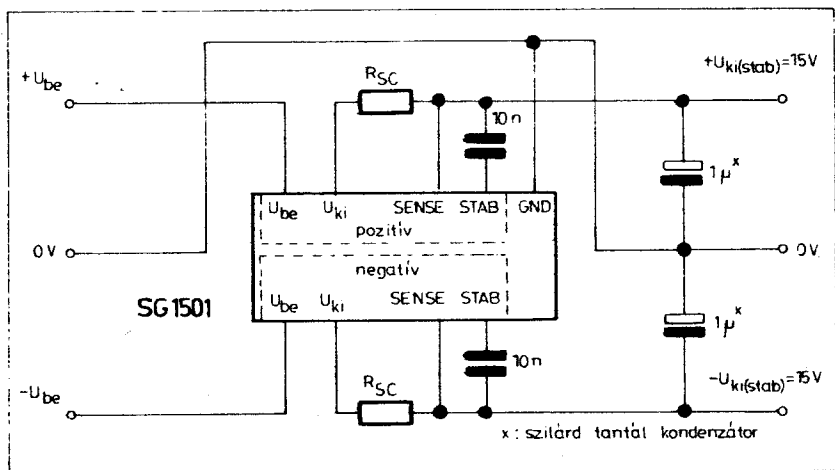 +U_be
R_SC
+U_ki(stab)=15V
10n
1µ^x
U_be U_ki SENSE STAB GND
pozitív
0V
0V
negatív
U_be U_ki SENSE STAB
SG1501
1µ^x
10n
-U_be
R_SC
-U_ki(stab)=15V
x: szilárd tantál kondenzátor